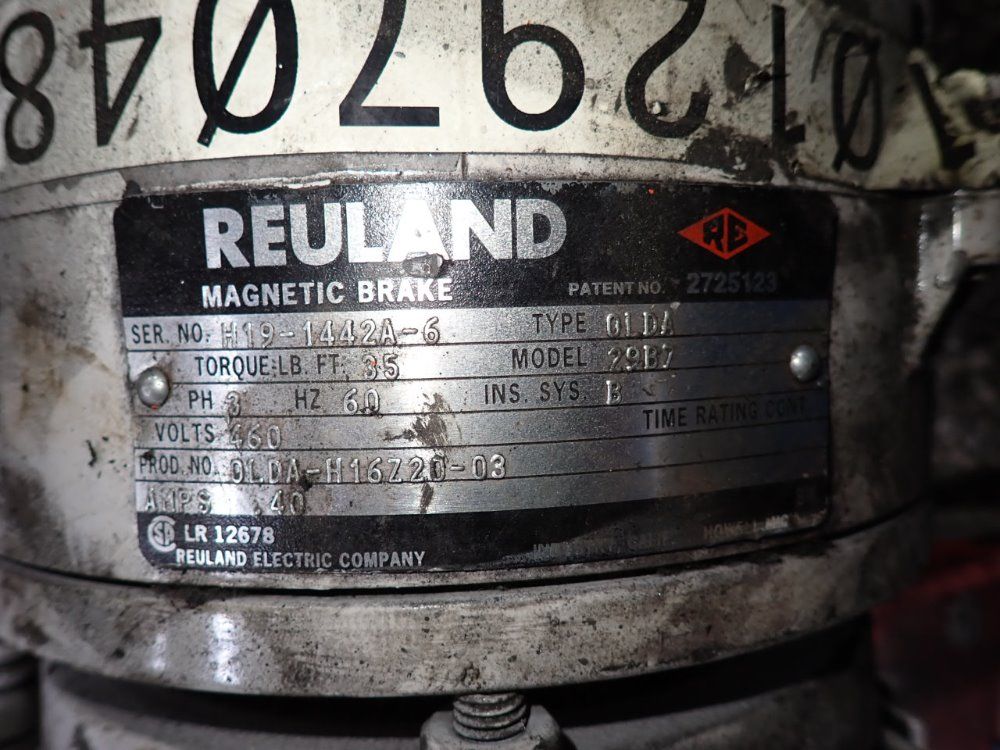 8470L6210
REULAND
RE
MAGNETIC BRAKE PATENT NO. 2725123
SER. NO. H19-1442A-6 TYPE OLDA
TORQUE:LB. FT. 35 MODEL 29B7
PH 3 HZ 60 INS. SYS. B
VOLTS 460 TIME RATING CONT
PROD. NO. OLDA-H16Z20-03
AMPS .40
SA LR 12678
REULAND ELECTRIC COMPANY